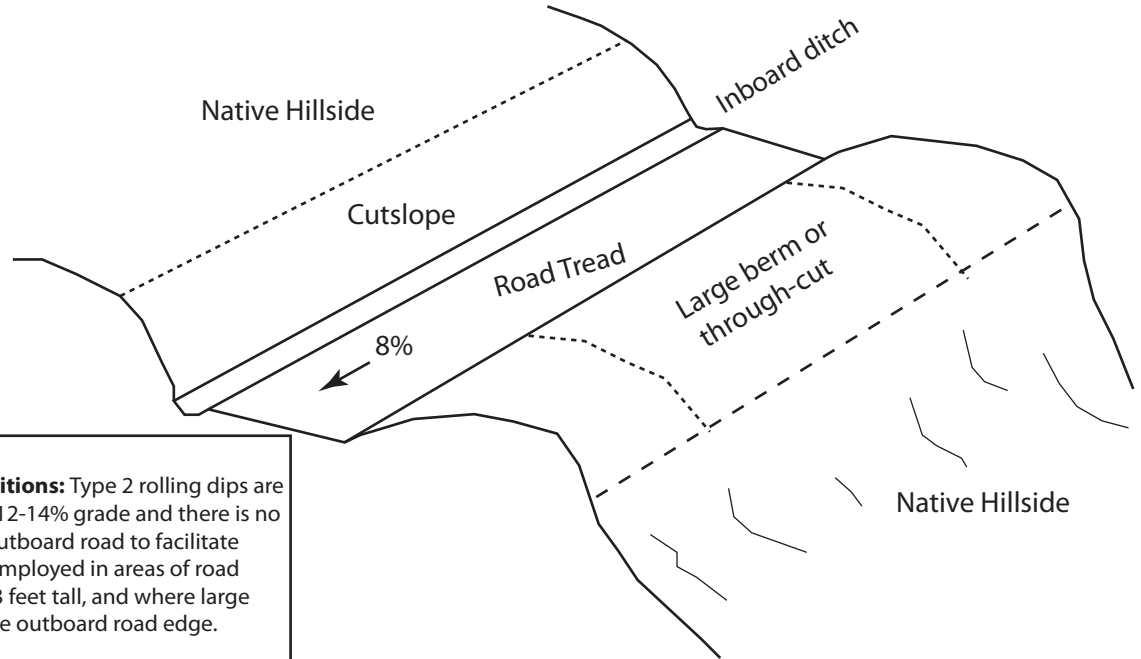 Inboard ditch
Native Hillside
Cutslope
Road Tread
Large berm or
through-cut
8%
Native Hillside
itions: Type 2 rolling dips are
12-14% grade and there is no
utboard road to facilitate
mployed in areas of road
3 feet tall, and where large
e outboard road edge.